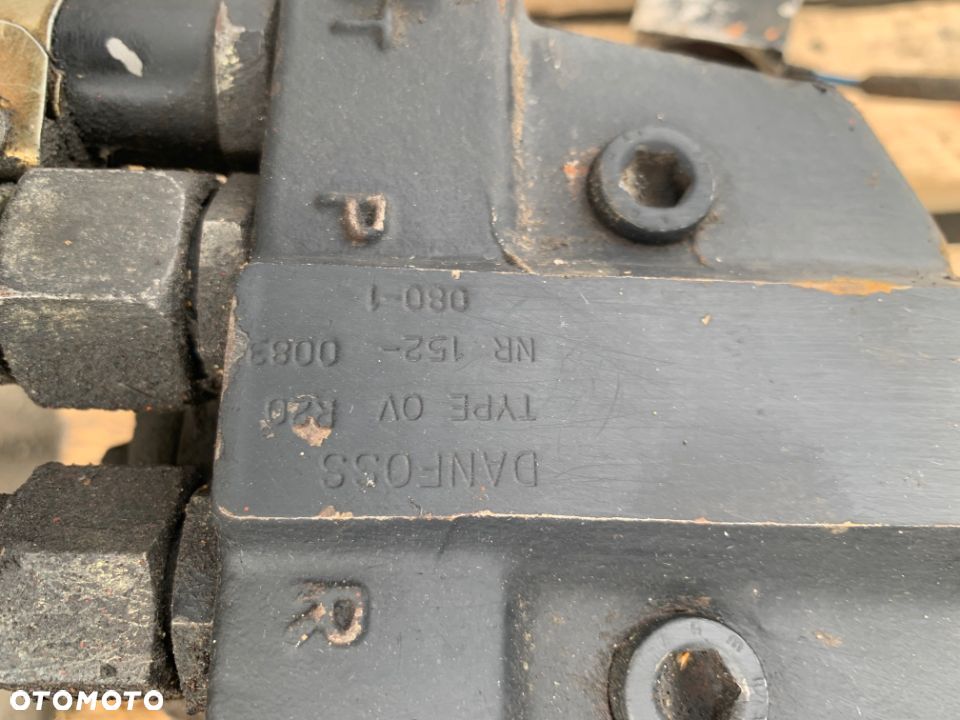 R
DANFOSS
TYPE OV R20
NR 152- 0083
080-1
P
T
OTOMOTO